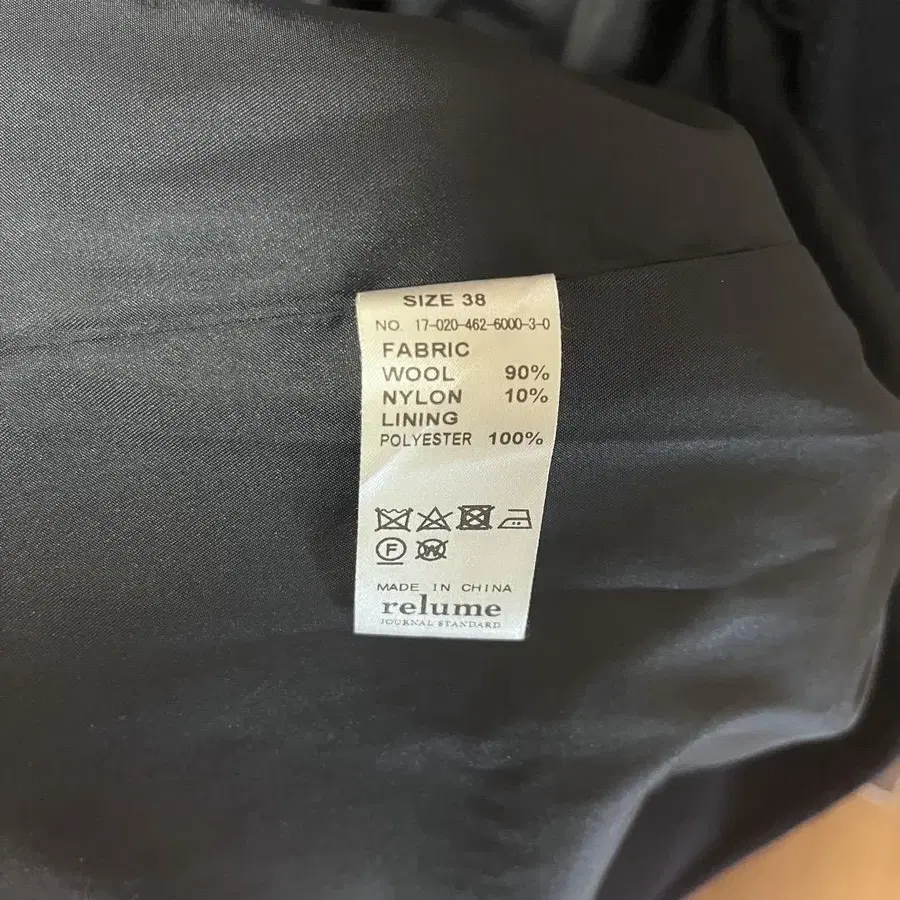 SIZE 38
NO. 17-020-462-6000-3-0
FABRIC
WOOL 90%
NYLON 10%
LINING
POLYESTER 100%
F W
MADE IN CHINA
relume
JOURNAL STANDARD